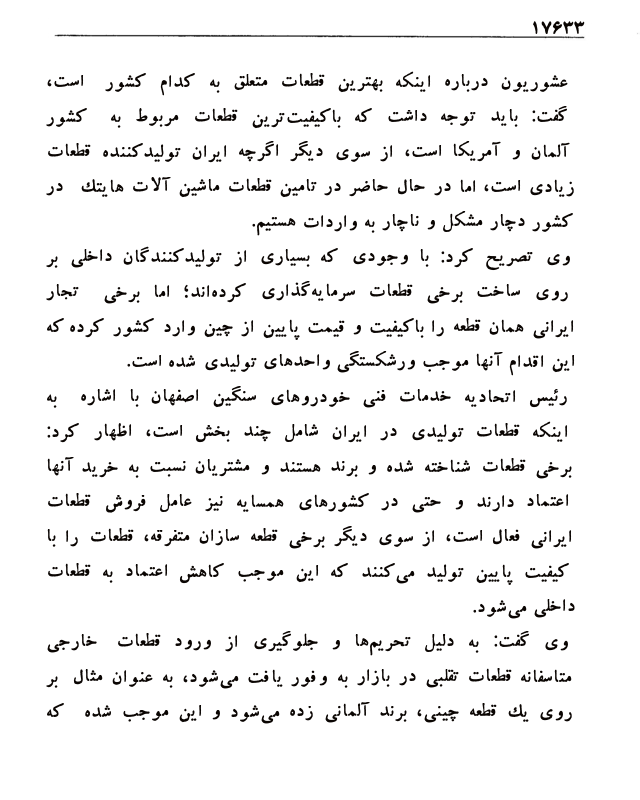 ۱۷۶۳۳
عشوریون درباره اینکه بهترین قطعات متعلق به کدام کشور است،
گفت: باید توجه داشت که باکیفیت‌ترین قطعات مربوط به کشور
آلمان و آمریکا است، از سوی دیگر اگرچه ایران تولیدکننده قطعات
زیادی است، اما در حال حاضر در تامین قطعات ماشین آلات هایتك در
کشور دچار مشکل و ناچار به واردات هستیم.
وی تصریح کرد: با وجودی که بسیاری از تولیدکنندگان داخلی بر
روی ساخت برخی قطعات سرمایه‌گذاری کرده‌اند؛ اما برخی تجار
ایرانی همان قطعه را باکیفیت و قیمت پایین از چین وارد کشور کرده که
این اقدام آنها موجب ورشکستگی واحدهای تولیدی شده است.
رئیس اتحادیه خدمات فنی خودروهای سنگین اصفهان با اشاره به
اینکه قطعات تولیدی در ایران شامل چند بخش است، اظهار کرد:
برخی قطعات شناخته شده و برند هستند و مشتریان نسبت به خرید آنها
اعتماد دارند و حتی در کشورهای همسایه نیز عامل فروش قطعات
ایرانی فعال است، از سوی دیگر برخی قطعه سازان متفرقه، قطعات را با
کیفیت پایین تولید می‌کنند که این موجب کاهش اعتماد به قطعات
داخلی می‌شود.
وی گفت: به دلیل تحریم‌ها و جلوگیری از ورود قطعات خارجی
متاسفانه قطعات تقلبی در بازار به وفور یافت می‌شود، به عنوان مثال بر
روی یك قطعه چینی، برند آلمانی زده می‌شود و این موجب شده که